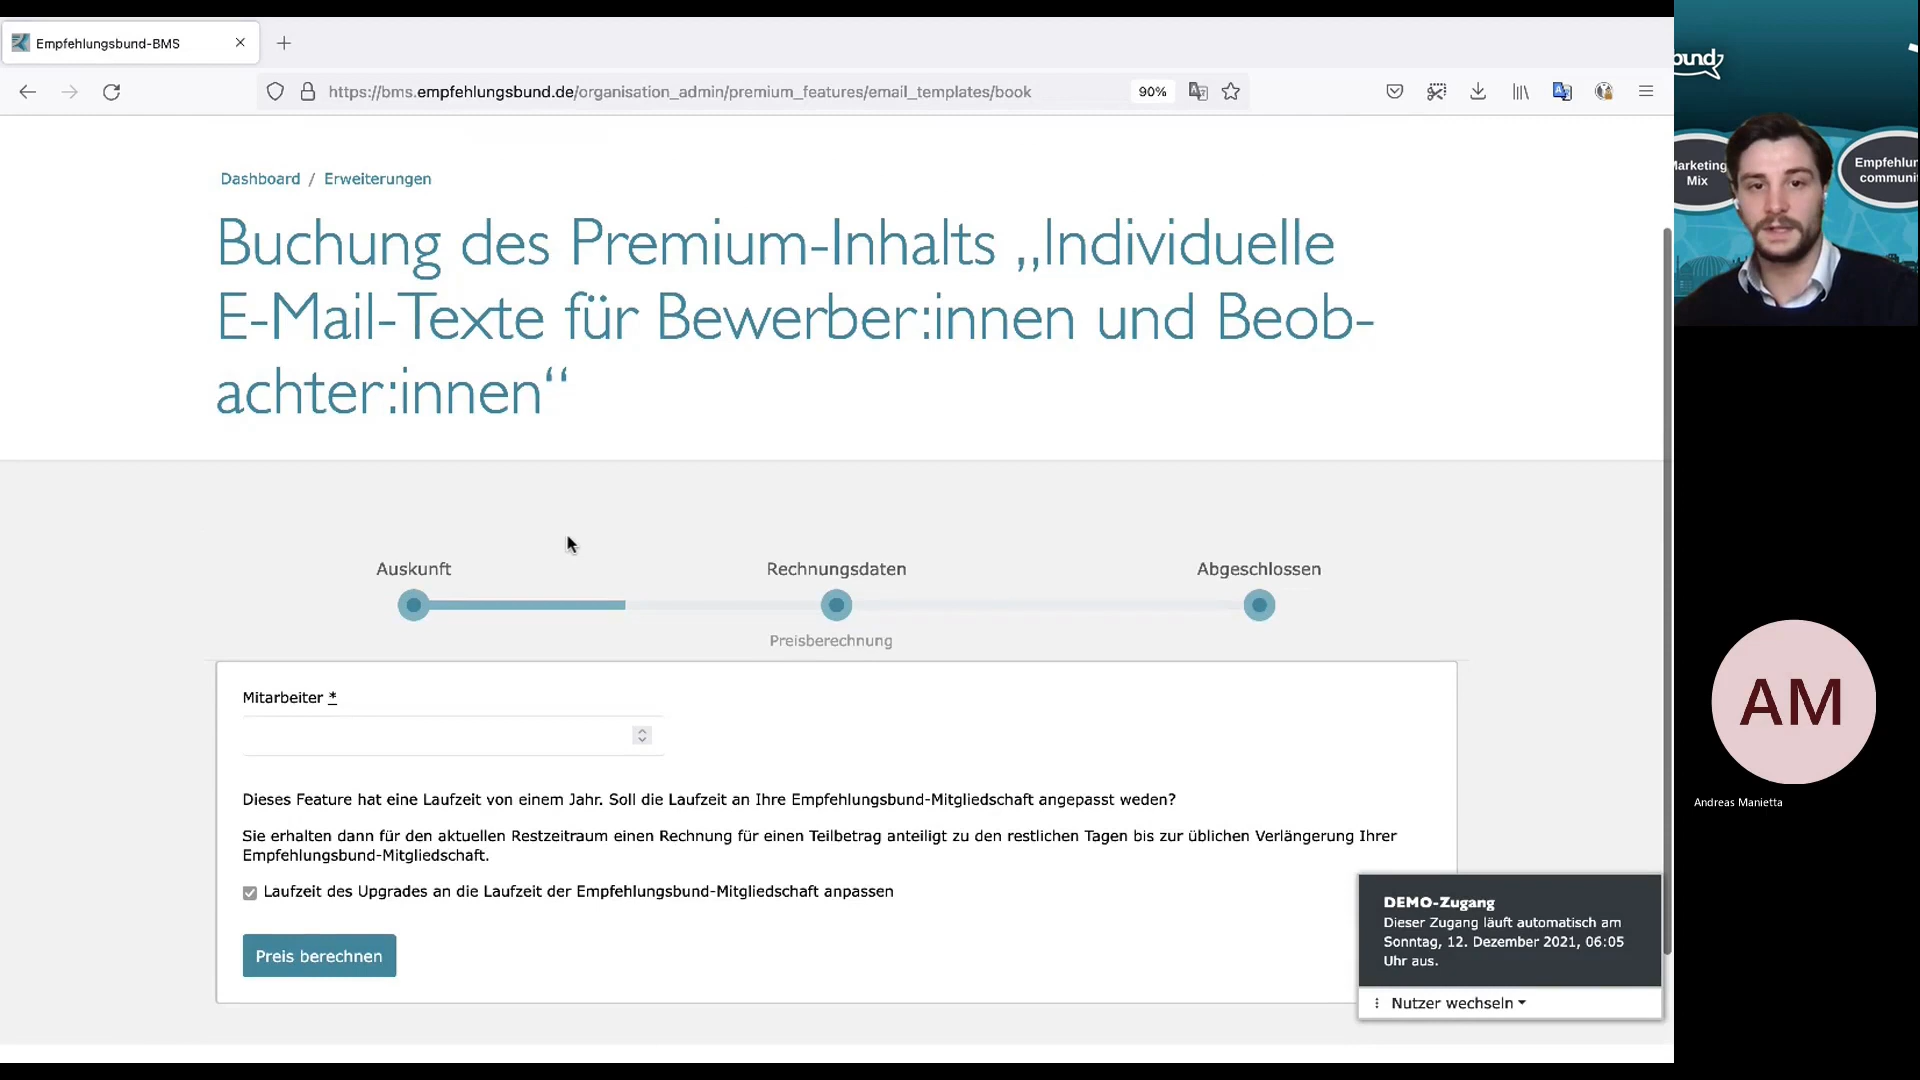 Empfehlungsbund-BMS
https://bms.empfehlungsbund.de/organisation_admin/premium_features/email_templates/book
90%
Dashboard / Erweiterungen
Buchung des Premium-Inhalts „Individuelle
E-Mail-Texte für Bewerber:innen und Beob-
achter:innen“
Auskunft
Rechnungsdaten
Abgeschlossen
Preisberechnung
Mitarbeiter *
Dieses Feature hat eine Laufzeit von einem Jahr. Soll die Laufzeit an Ihre Empfehlungsbund-Mitgliedschaft angepasst weden?
Sie erhalten dann für den aktuellen Restzeitraum einen Rechnung für einen Teilbetrag anteiligt zu den restlichen Tagen bis zur üblichen Verlängerung Ihrer
Empfehlungsbund-Mitgliedschaft.
Laufzeit des Upgrades an die Laufzeit der Empfehlungsbund-Mitgliedschaft anpassen
Preis berechnen
DEMO-Zugang
Dieser Zugang läuft automatisch am
Sonntag, 12. Dezember 2021, 06:05
Uhr aus.
Nutzer wechseln
bund
Marketing
Mix
Empfehlun
communi
AM
Andreas Manietta